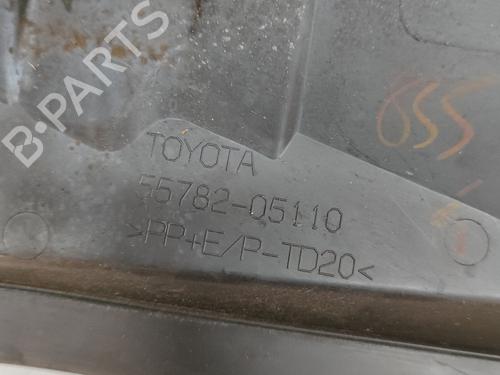 B-PARTS
055
TOYOTA
55782-05110
>PP+E/P-TD20<